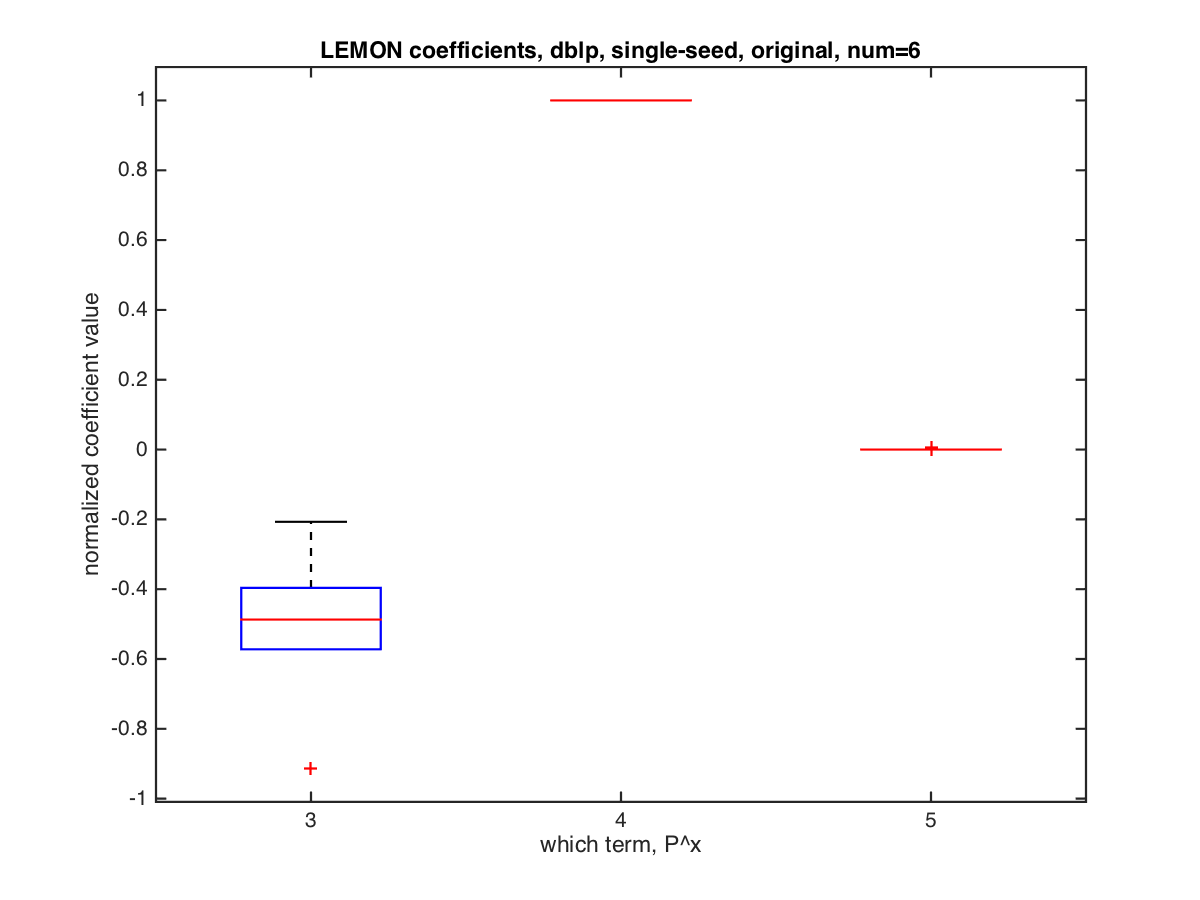 LEMON coefficients, dblp, single-seed, original, num=6
1
0.8
0.6
0.4
0.2
0
-0.2
-0.4
-0.6
-0.8
-1
normalized coefficient value
3 4 5
which term, P^x